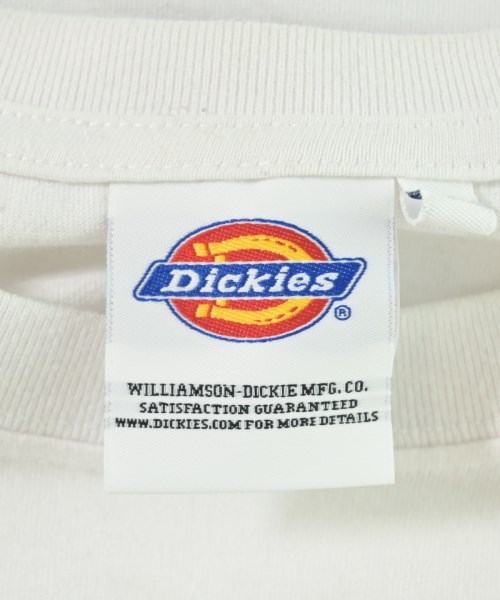 Dickies
®
WILLIAMSON-DICKIE MFG. CO.
SATISFACTION GUARANTEED
WWW.DICKIES.COM FOR MORE DETAILS